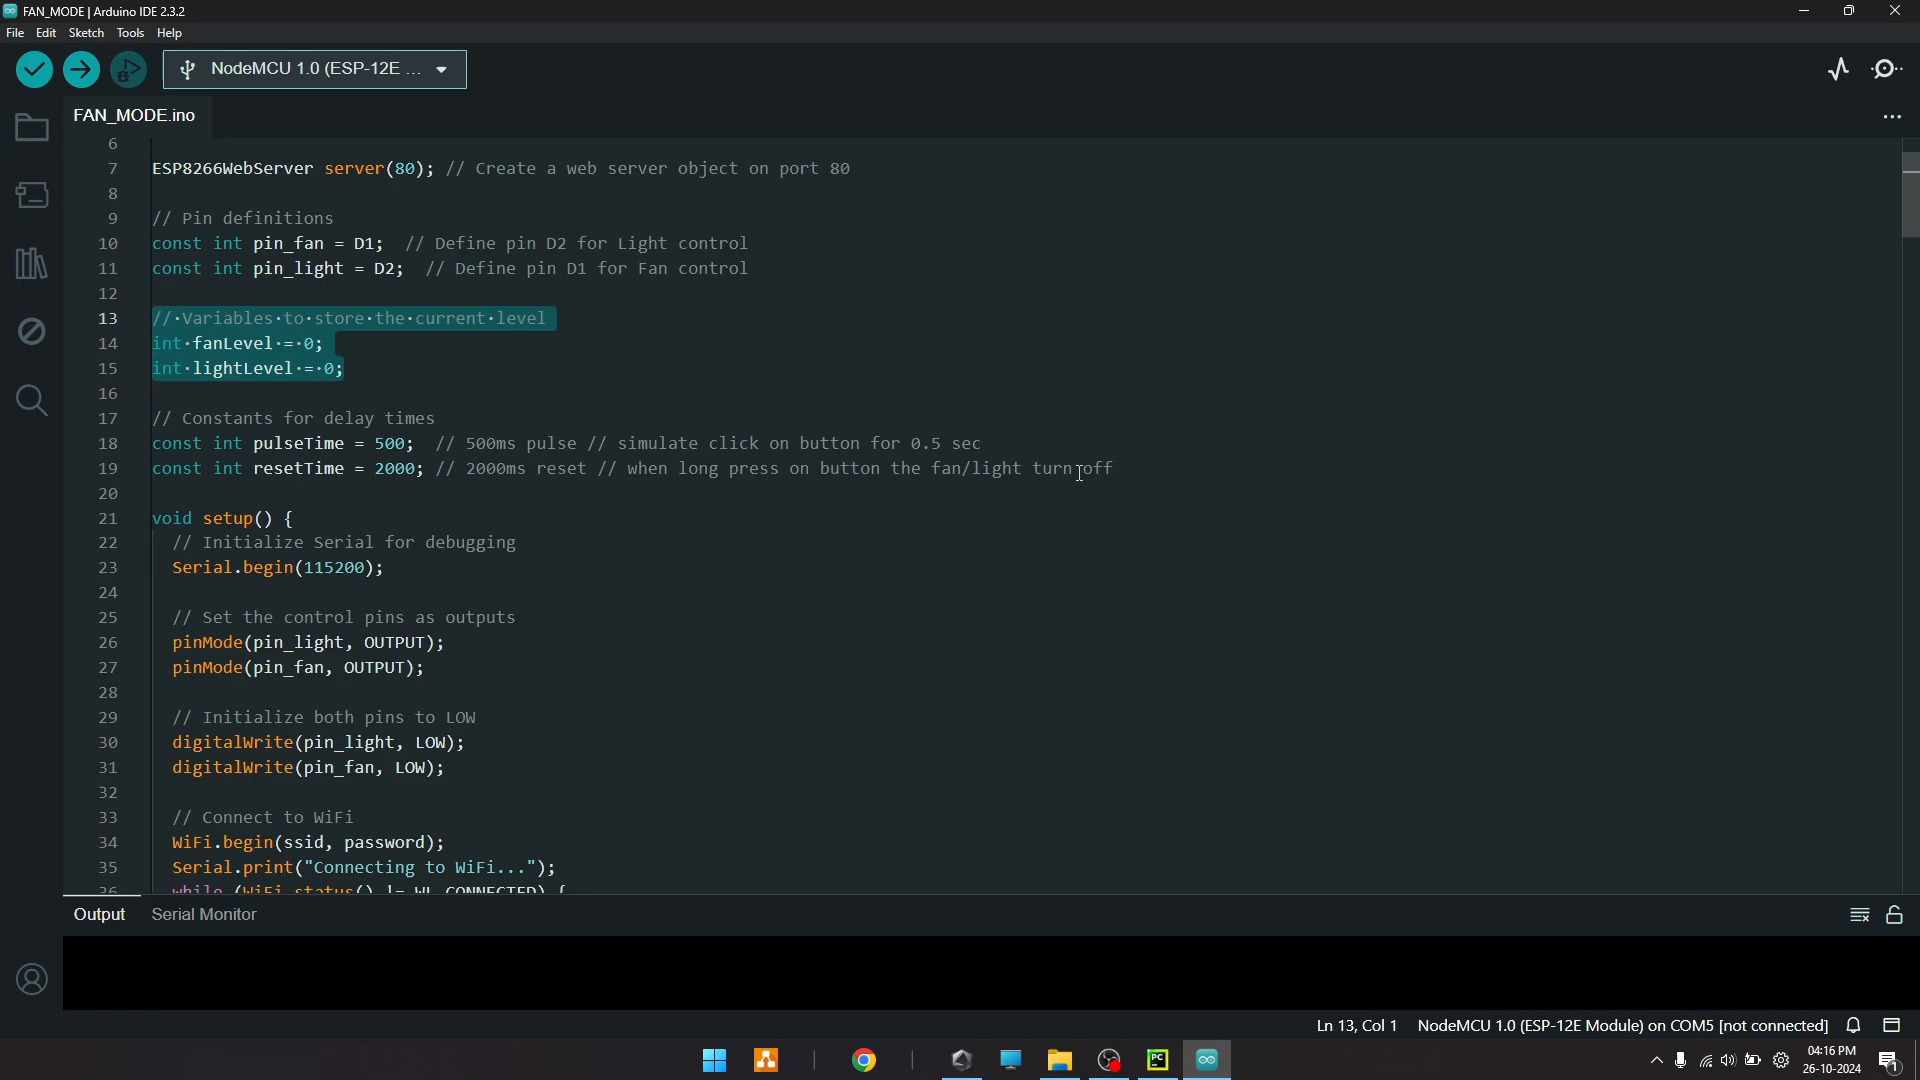 FAN_MODE | Arduino IDE 2.3.2
File Edit Sketch Tools Help
NodeMCU 1.0 (ESP-12E ...
FAN_MODE.ino
6
7 ESP8266WebServer server(80); // Create a web server object on port 80
8
9 // Pin definitions
10 const int pin_fan = D1; // Define pin D2 for Light control
11 const int pin_light = D2; // Define pin D1 for Fan control
12
13 //·Variables·to·store·the·current·level
14 int·fanLevel·=·0;
15 int·lightLevel·=·0;
16
17 // Constants for delay times
18 const int pulseTime = 500; // 500ms pulse // simulate click on button for 0.5 sec
19 const int resetTime = 2000; // 2000ms reset // when long press on button the fan/light turn off
20
21 void setup() {
22 // Initialize Serial for debugging
23 Serial.begin(115200);
24
25 // Set the control pins as outputs
26 pinMode(pin_light, OUTPUT);
27 pinMode(pin_fan, OUTPUT);
28
29 // Initialize both pins to LOW
30 digitalWrite(pin_light, LOW);
31 digitalWrite(pin_fan, LOW);
32
33 // Connect to WiFi
34 WiFi.begin(ssid, password);
35 Serial.print("Connecting to WiFi...");
36 while (WiFi.status() != WL_CONNECTED) {
Output Serial Monitor
Ln 13, Col 1 NodeMCU 1.0 (ESP-12E Module) on COM5 [not connected]
PC
04:16 PM
26-10-2024
1